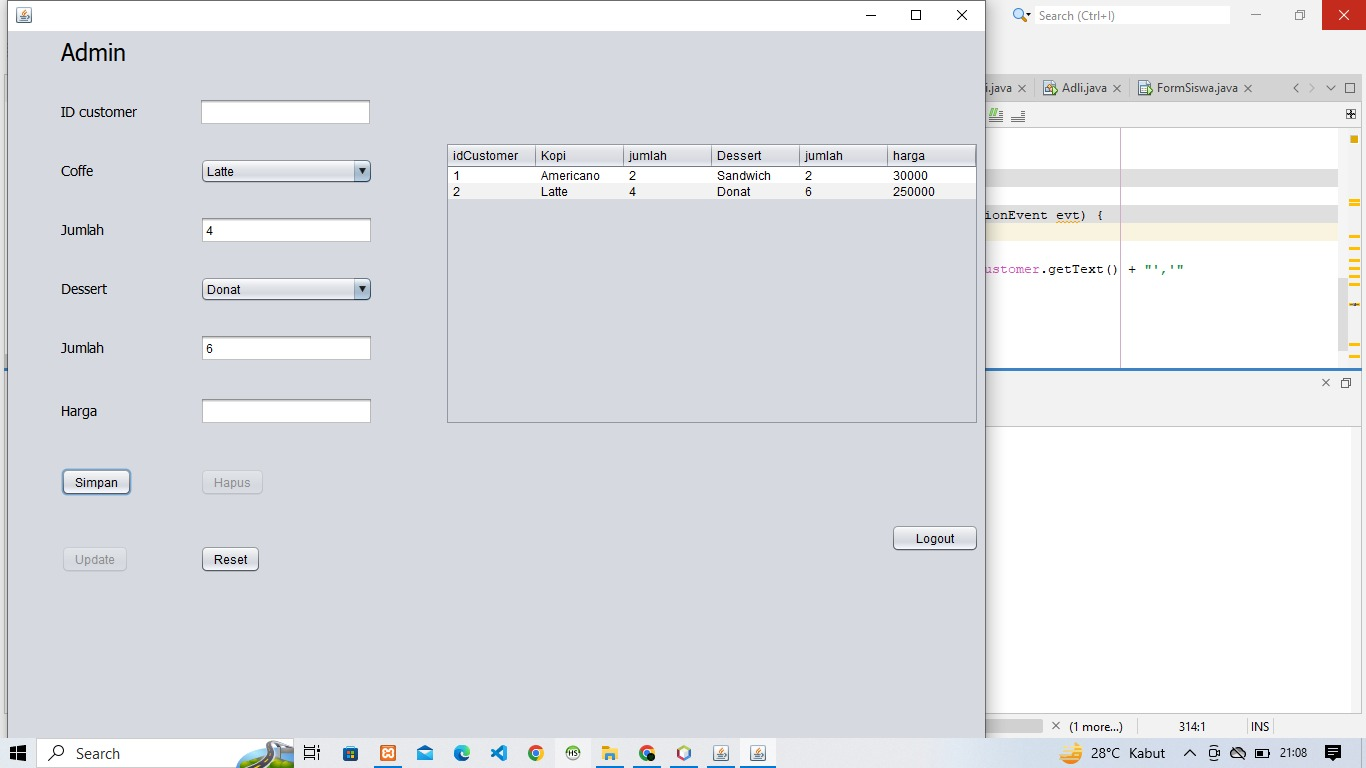 Search (Ctrl+I)
Admin
i.java
Adli.java
FormSiswa.java
ID customer
idCustomer Kopi jumlah Dessert jumlah harga
1 Americano 2 Sandwich 2 30000
2 Latte 4 Donat 6 250000
Coffe
Latte
Jumlah
4
ionEvent evt) {
ustomer.getText() + "','"
Dessert
Donat
Jumlah
6
Harga
Simpan
Hapus
Logout
Update
Reset
(1 more...)
314:1
INS
Search
HS
28°C Kabut
21:08